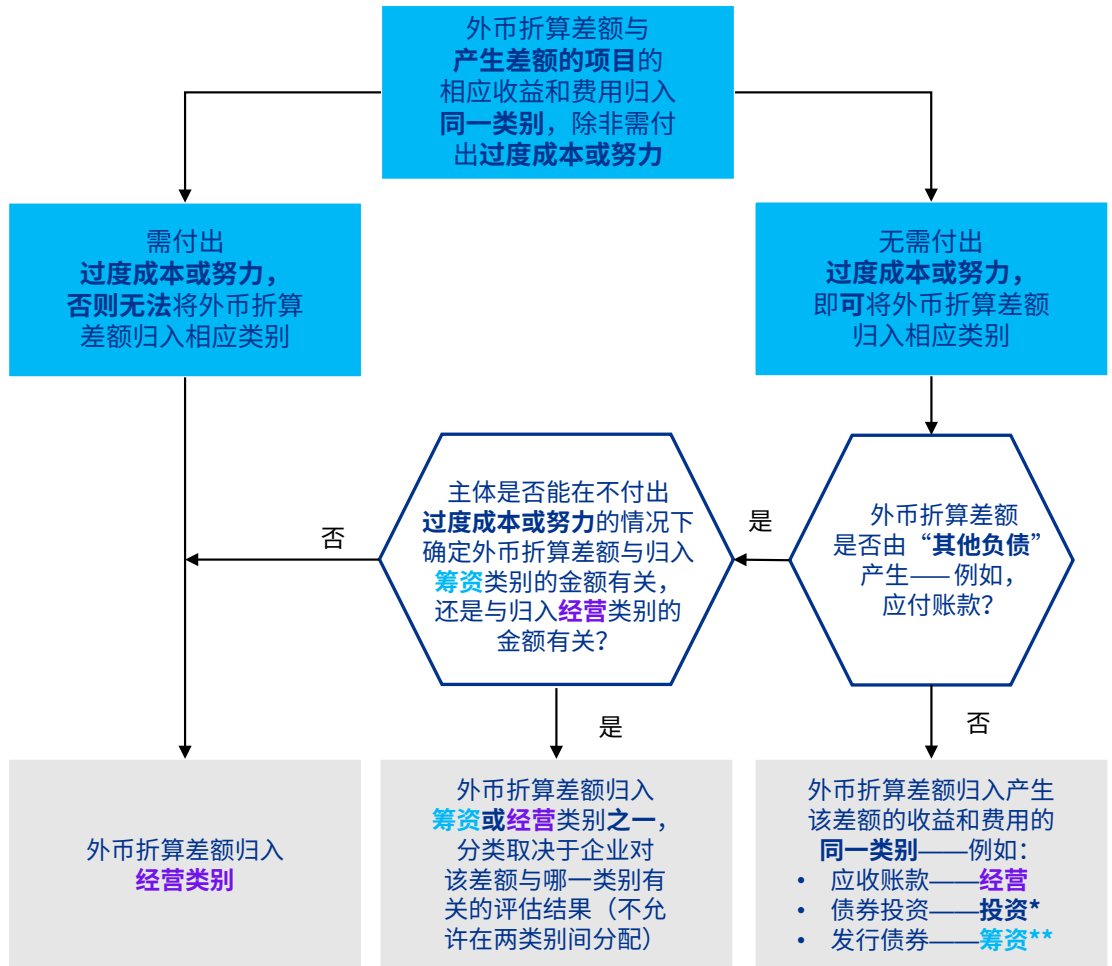 外币折算差额与
产生差额的项目的
相应收益和费用归入
同一类别，除非需付
出过度成本或努力
需付出
过度成本或努力，
否则无法将外币折算
差额归入相应类别
无需付出
过度成本或努力，
即可将外币折算差额
归入相应类别
主体是否能在不付出
过度成本或努力的情况下
确定外币折算差额与归入
筹资类别的金额有关，
还是与归入经营类别的
金额有关？
外币折算差额
是否由“其他负债”
产生——例如，
应付账款？
否
是
是
否
外币折算差额归入
经营类别
外币折算差额归入
筹资或经营类别之一，
分类取决于企业对
该差额与哪一类别有
关的评估结果（不允
许在两类别间分配）
外币折算差额归入产生
该差额的收益和费用的
同一类别——例如：
• 应收账款——经营
• 债券投资——投资*
• 发行债券——筹资**